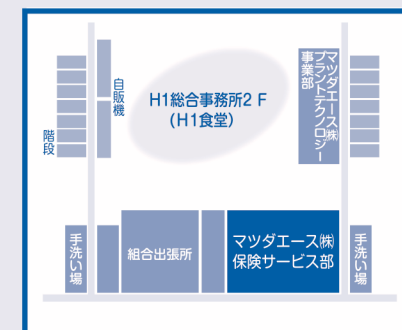 H1総合事務所2 F
(H1食堂)
自販機
階段
マツダエース㈱
プラントテクノロジー
事業部
手洗い場
組合出張所
マツダエース㈱
保険サービス部
手洗い場